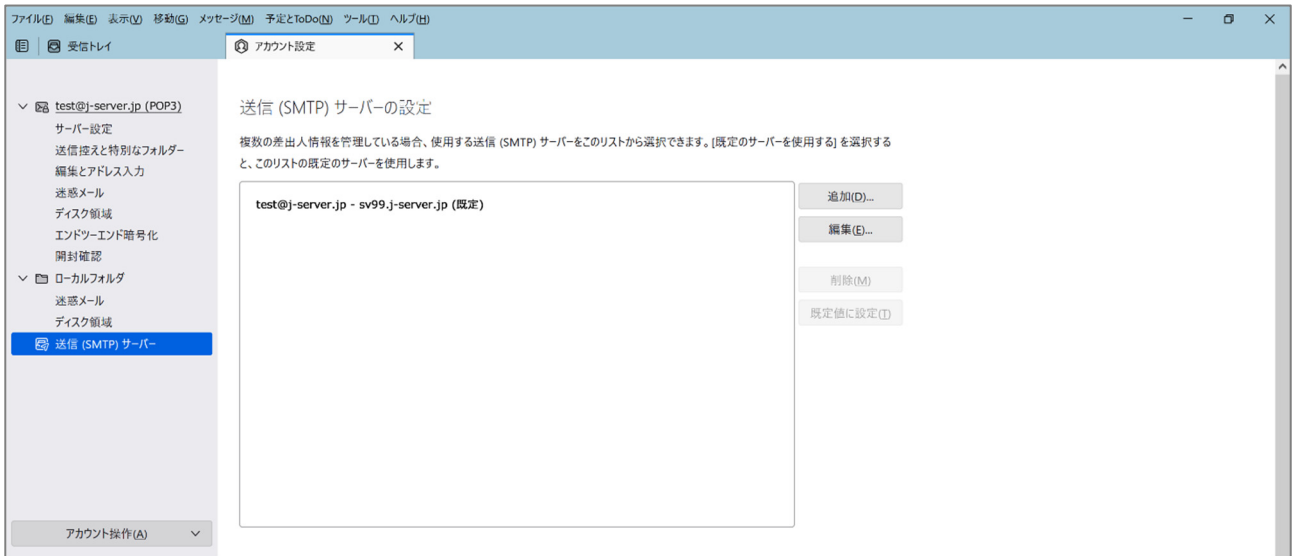 ファイル(F) 編集(E) 表示(V) 移動(G) メッセージ(M) 予定とToDo(N) ツール(T) ヘルプ(H)
受信トレイ
アカウント設定
test@j-server.jp (POP3)
サーバー設定
送信控えと特別なフォルダー
編集とアドレス入力
迷惑メール
ディスク領域
エンドツーエンド暗号化
開封確認
ローカルフォルダ
迷惑メール
ディスク領域
送信 (SMTP) サーバー
アカウント操作(A)
送信 (SMTP) サーバーの設定
複数の差出人情報を管理している場合、使用する送信 (SMTP) サーバーをこのリストから選択できます。[既定のサーバーを使用する] を選択する
と、このリストの既定のサーバーを使用します。
test@j-server.jp - sv99.j-server.jp (既定)
追加(D)...
編集(E)...
削除(M)
既定値に設定(T)